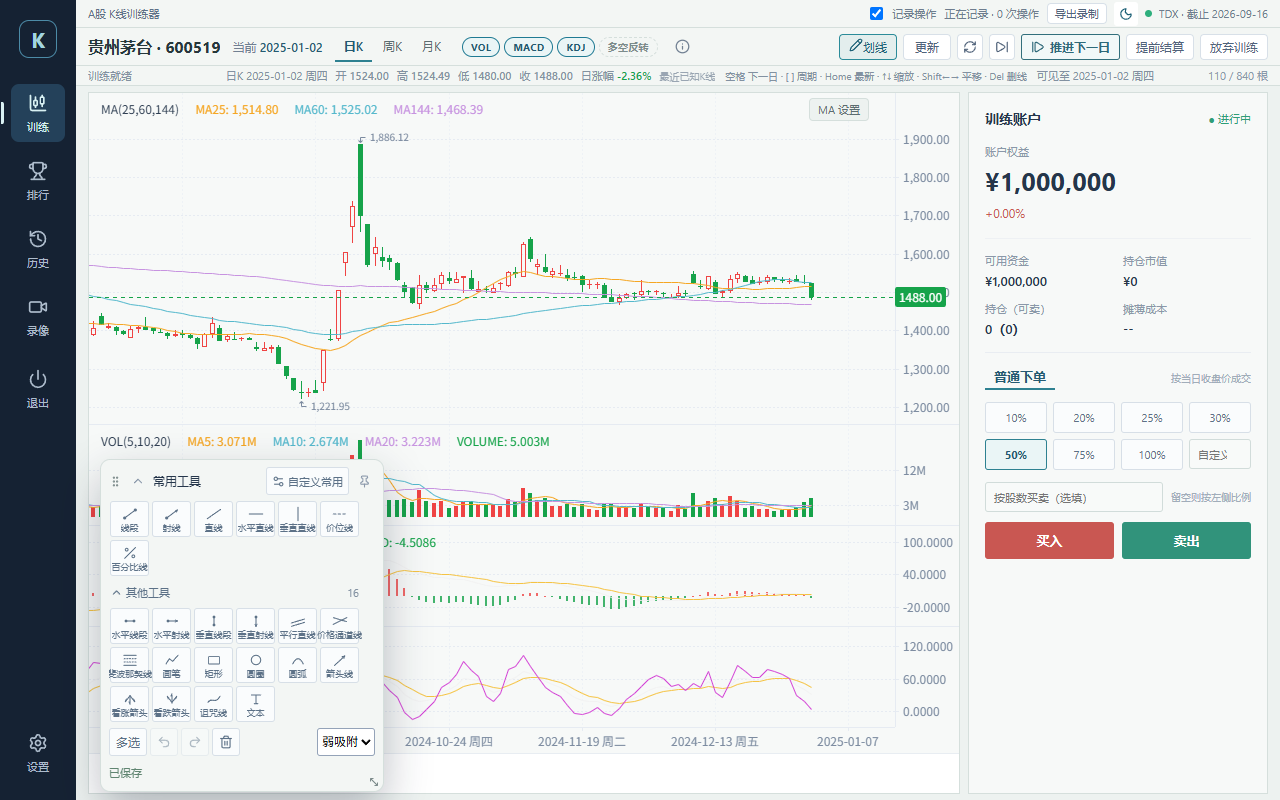 K
训练
排行
历史
录像
退出
设置
A股 K线训练器
记录操作 正在记录 · 0 次操作 导出录制 TDX · 截止 2026-09-16
贵州茅台 · 600519 当前 2025-01-02 日K 周K 月K VOL MACD KDJ 多空反转
划线 更新 推进下一日 提前结算 放弃训练
训练就绪 日K 2025-01-02 周四 开 1524.00 高 1524.49 低 1480.00 收 1488.00 日涨幅 -2.36% 最近已知K线 空格 下一日 · [ ] 周期 · Home 最新 · ↑↓ 缩放 · Shift←→ 平移 · Del 删线 可见至 2025-01-02 周四 110 / 840 根
MA(25,60,144) MA25: 1,514.80 MA60: 1,525.02 MA144: 1,468.39
MA 设置
1,886.12
1,221.95
1,900.00
1,800.00
1,700.00
1,600.00
1488.00
1,400.00
1,300.00
1,200.00
VOL(5,10,20) MA5: 3.071M MA10: 2.674M MA20: 3.223M VOLUME: 5.003M
12M
3M
-4.5086
100.0000
40.0000
-20.0000
120.0000
60.0000
0.0000
2024-10-24 周四 2024-11-19 周二 2024-12-13 周五 2025-01-07
常用工具 自定义常用
线段 射线 直线 水平直线 垂直直线 价位线
百分比线
其他工具 16
水平线段 水平射线 垂直线段 垂直射线 平行直线 价格通道线
斐波那契线 画笔 矩形 圆圈 圆弧 箭头线
看涨箭头 看跌箭头 诅咒线 文本
多选 弱吸附
已保存
训练账户 进行中
账户权益
¥1,000,000
+0.00%
可用资金 持仓市值
¥1,000,000 ¥0
持仓（可卖） 摊薄成本
0（0） --
普通下单 按当日收盘价成交
10% 20% 25% 30%
50% 75% 100% 自定义
按股数买卖（选填） 留空则按左侧比例
买入 卖出